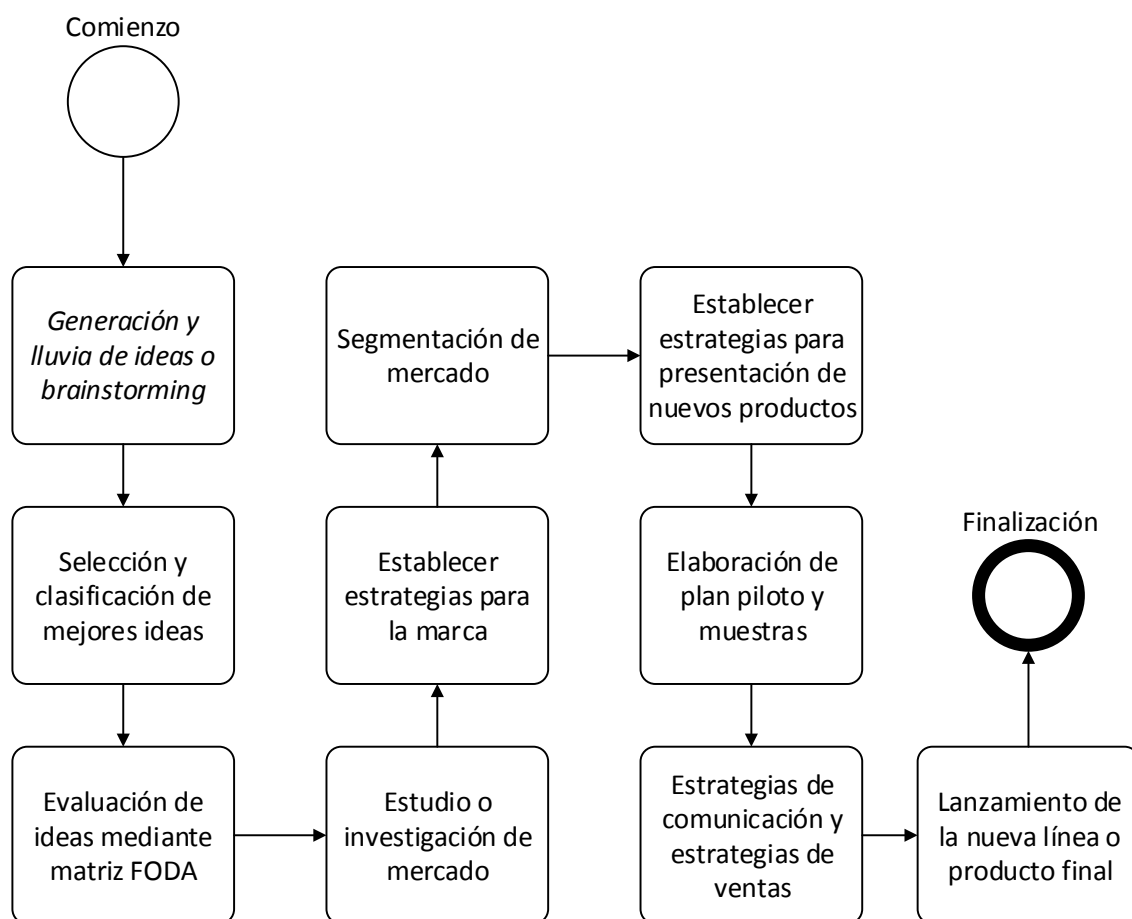 Comienzo
Generación y
lluvia de ideas o
brainstorming
Selección y
clasificación de
mejores ideas
Evaluación de
ideas mediante
matriz FODA
Estudio o
investigación de
mercado
Establecer
estrategias para
la marca
Segmentación de
mercado
Establecer
estrategias para
presentación de
nuevos productos
Elaboración de
plan piloto y
muestras
Estrategias de
comunicación y
estrategias de
ventas
Lanzamiento de
la nueva línea o
producto final
Finalización